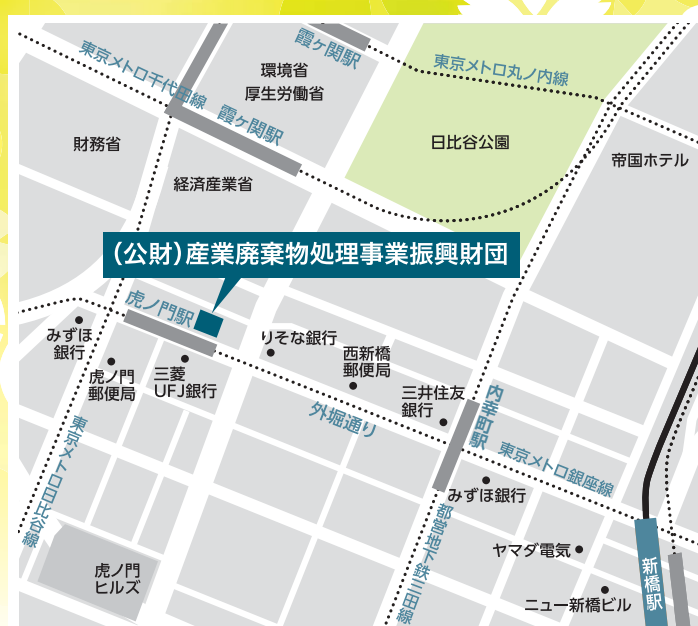 霞ヶ関駅
東京メトロ千代田線
環境省
厚生労働省
東京メトロ丸ノ内線
霞ヶ関駅
財務省
日比谷公園
帝国ホテル
経済産業省
(公財)産業廃棄物処理事業振興財団
虎ノ門駅
みずほ
銀行
りそな銀行
西新橋
郵便局
虎ノ門
郵便局
三菱
UFJ銀行
三井住友
銀行
内幸町駅
外堀通り
東京メトロ銀座線
東京メトロ日比谷線
みずほ銀行
都営地下鉄三田線
ヤマダ電気
新橋駅
虎ノ門
ヒルズ
ニュー新橋ビル